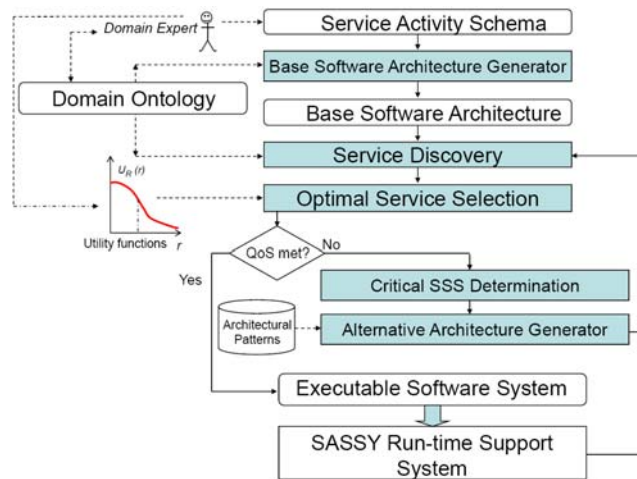 Domain Expert
Service Activity Schema
Base Software Architecture Generator
Domain Ontology
Base Software Architecture
Service Discovery
U_R (r)
Optimal Service Selection
Utility functions r
QoS met?
No
Yes
Critical SSS Determination
Architectural
Patterns
Alternative Architecture Generator
Executable Software System
SASSY Run-time Support
System